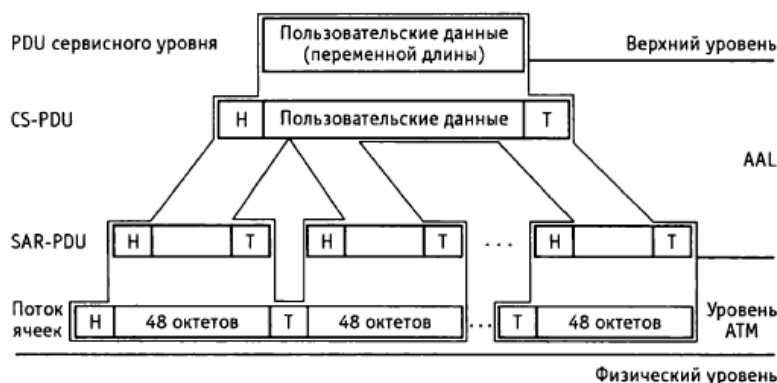 PDU сервисного уровня
Пользовательские данные
(переменной длины)
Верхний уровень
CS-PDU
Н Пользовательские данные Т
AAL
SAR-PDU
Н Т Н Т ... Н Т
Поток
ячеек
Н 48 октетов Т 48 октетов ... Т 48 октетов
Уровень
ATM
Физический уровень